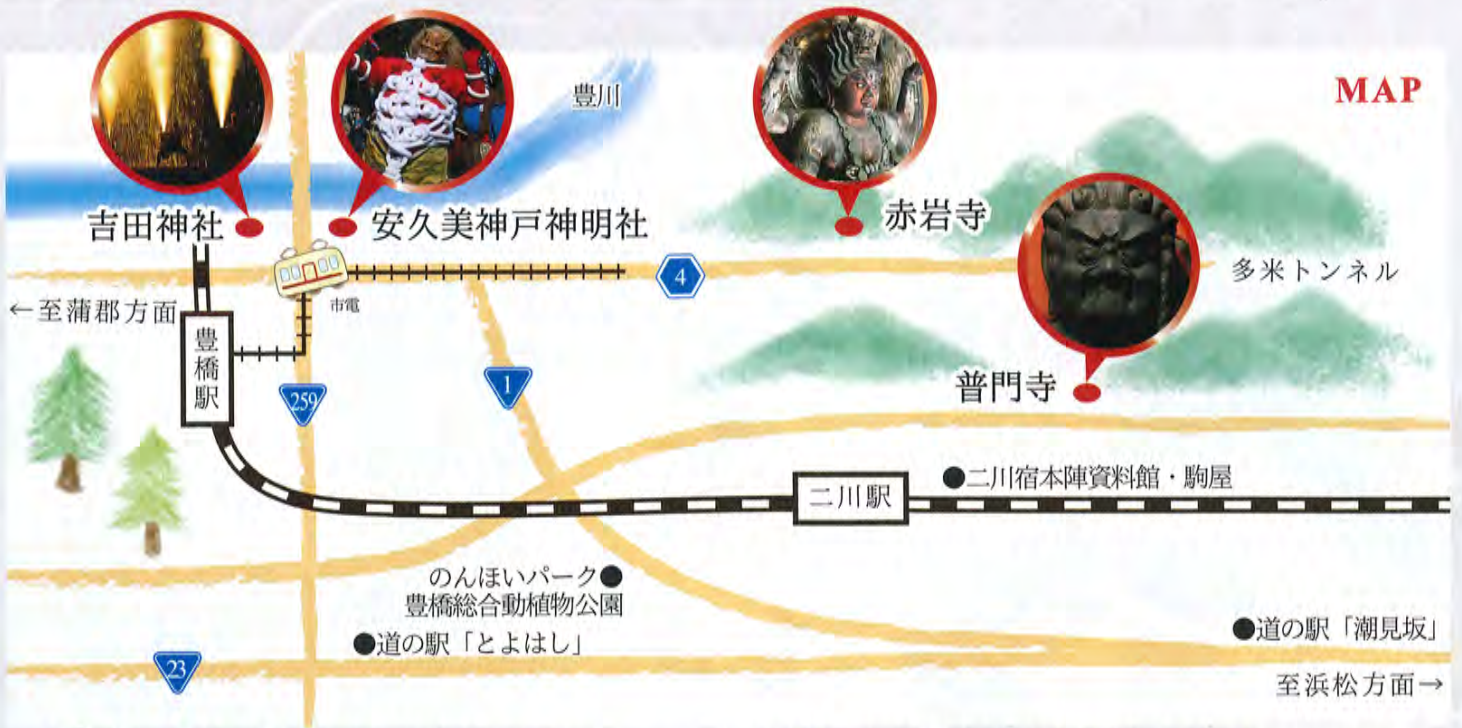 MAP
豊川
吉田神社
安久美神戸神明社
赤岩寺
4
多米トンネル
←至蒲郡方面
市電
豊橋駅
259
1
普門寺
二川駅
●二川宿本陣資料館・駒屋
のんほいパーク●
豊橋総合動植物公園
●道の駅「とよはし」
●道の駅「潮見坂」
23
至浜松方面→